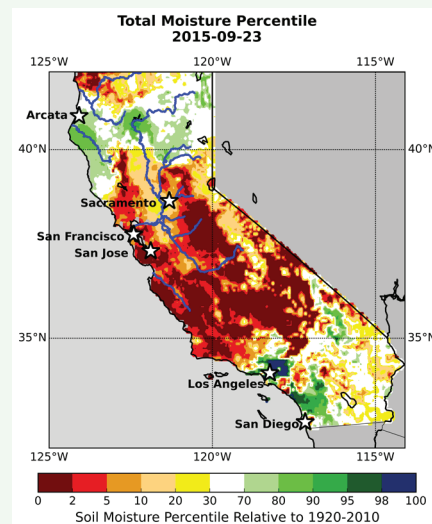 Total Moisture Percentile
2015-09-23
125°W 120°W 115°W
Arcata
40°N 40°N
Sacramento
San Francisco
San Jose
35°N 35°N
Los Angeles
San Diego
125°W 120°W 115°W
0 2 5 10 20 30 70 80 90 95 98 100
Soil Moisture Percentile Relative to 1920-2010